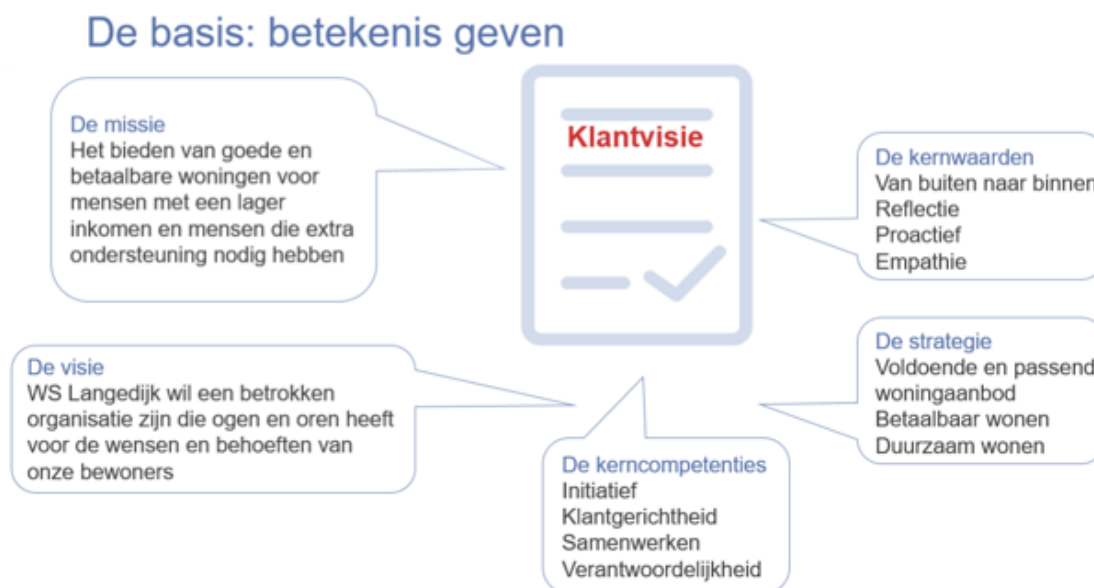 De basis: betekenis geven
De missie
Het bieden van goede en
betaalbare woningen voor
mensen met een lager
inkomen en mensen die extra
ondersteuning nodig hebben
Klantvisie
De kernwaarden
Van buiten naar binnen
Reflectie
Proactief
Empathie
De visie
WS Langedijk wil een betrokken
organisatie zijn die ogen en oren heeft
voor de wensen en behoeften van
onze bewoners
De strategie
Voldoende en passend
woningaanbod
Betaalbaar wonen
Duurzaam wonen
De kerncompetenties
Initiatief
Klantgerichtheid
Samenwerken
Verantwoordelijkheid